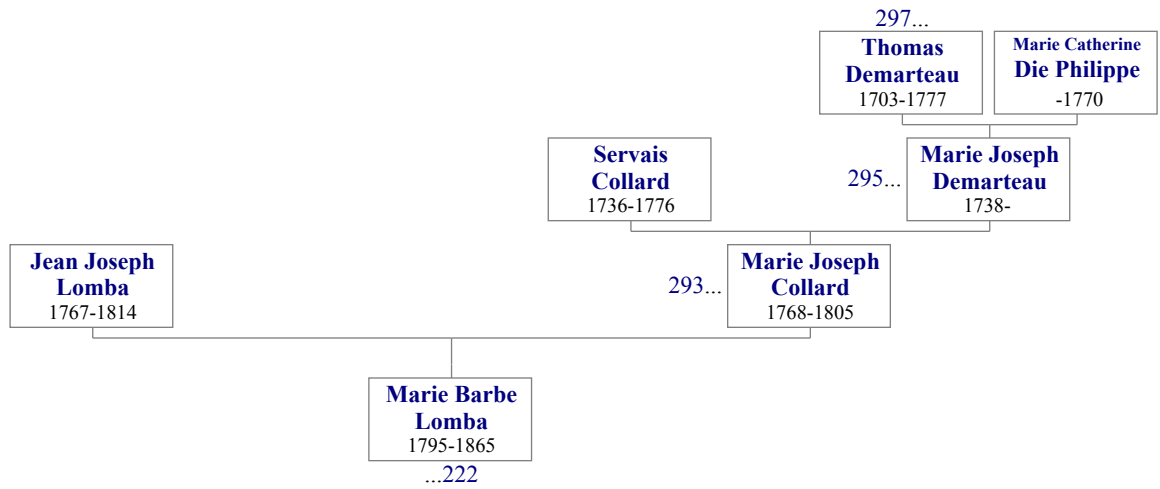 297...
Thomas
Demarteau
1703-1777
Marie Catherine
Die Philippe
-1770
Servais
Collard
1736-1776
295...
Marie Joseph
Demarteau
1738-
Jean Joseph
Lomba
1767-1814
293...
Marie Joseph
Collard
1768-1805
Marie Barbe
Lomba
1795-1865
...222